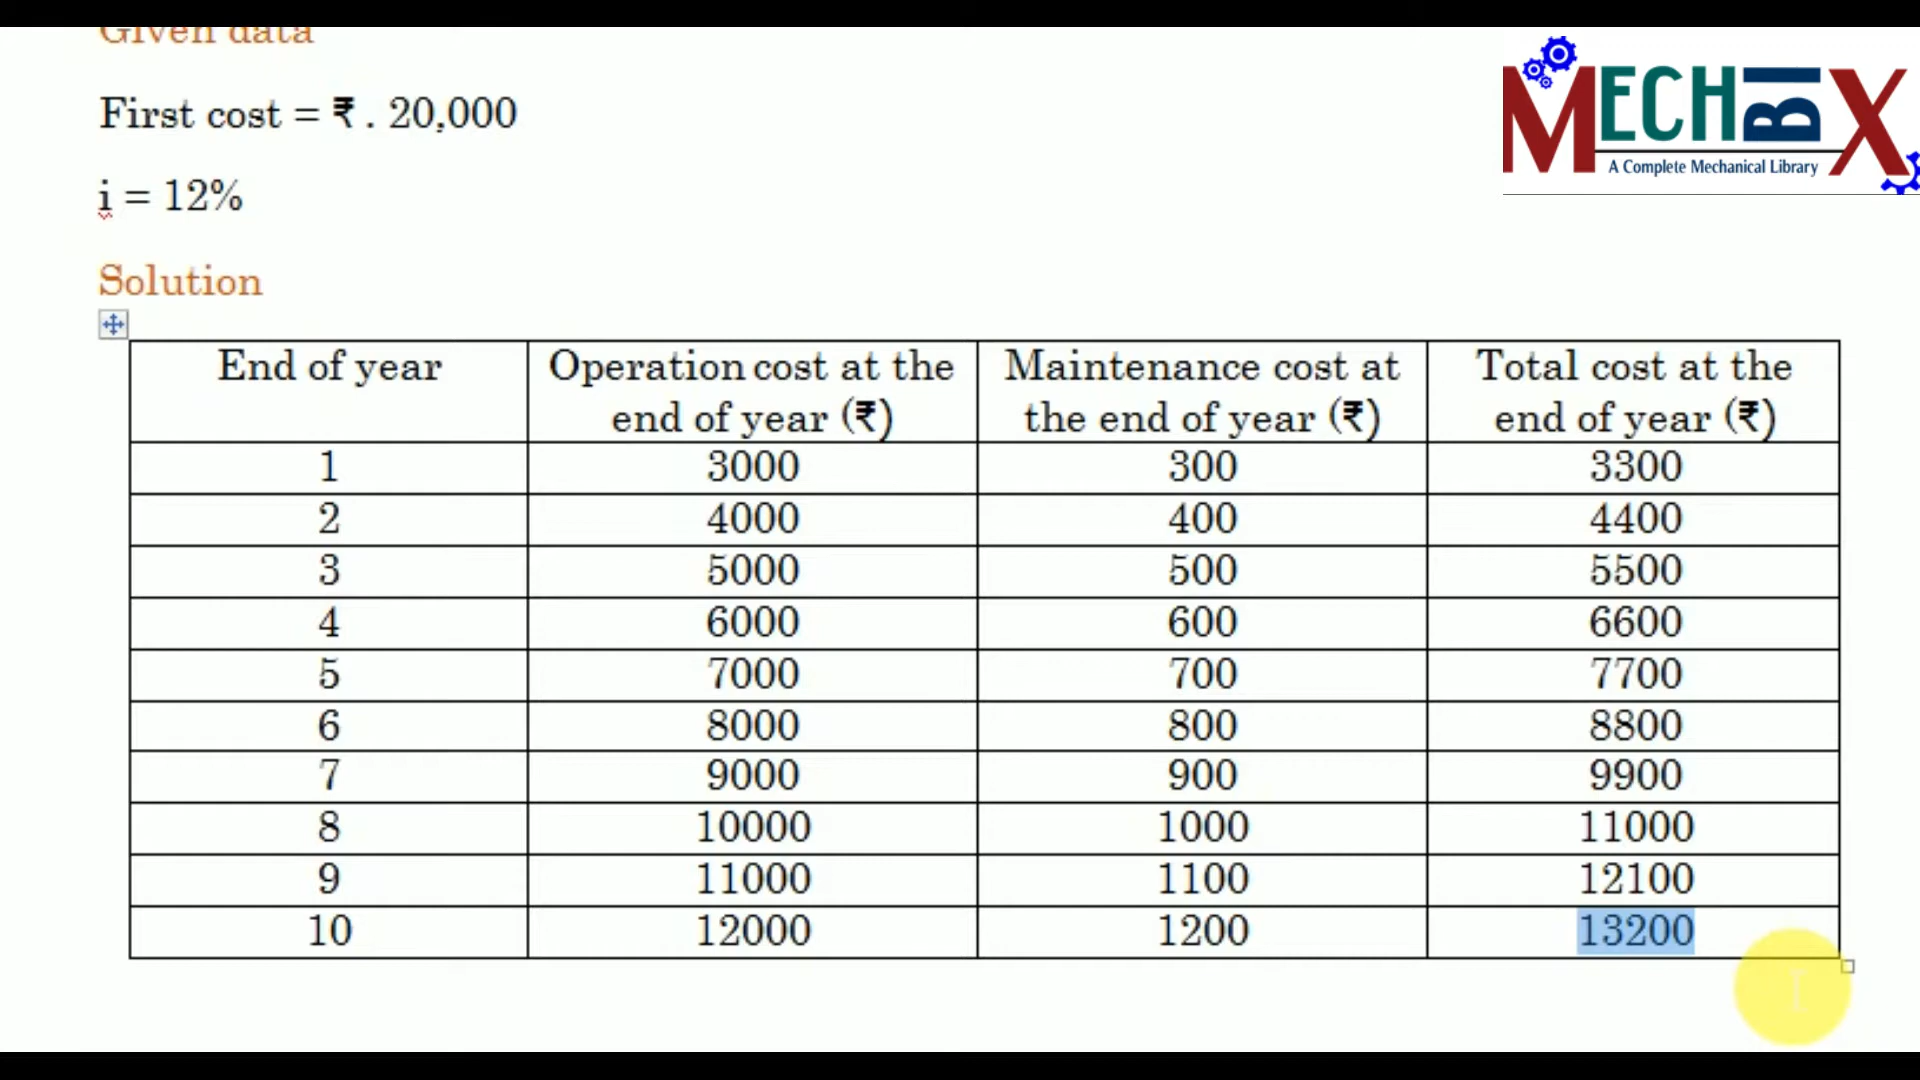 Given data
MECHBIX
A Complete Mechanical Library
First cost = ₹ . 20,000
i = 12%
Solution
End of year | Operation cost at the end of year (₹) | Maintenance cost at the end of year (₹) | Total cost at the end of year (₹)
1 3000 300 3300
2 4000 400 4400
3 5000 500 5500
4 6000 600 6600
5 7000 700 7700
6 8000 800 8800
7 9000 900 9900
8 10000 1000 11000
9 11000 1100 12100
10 12000 1200 13200